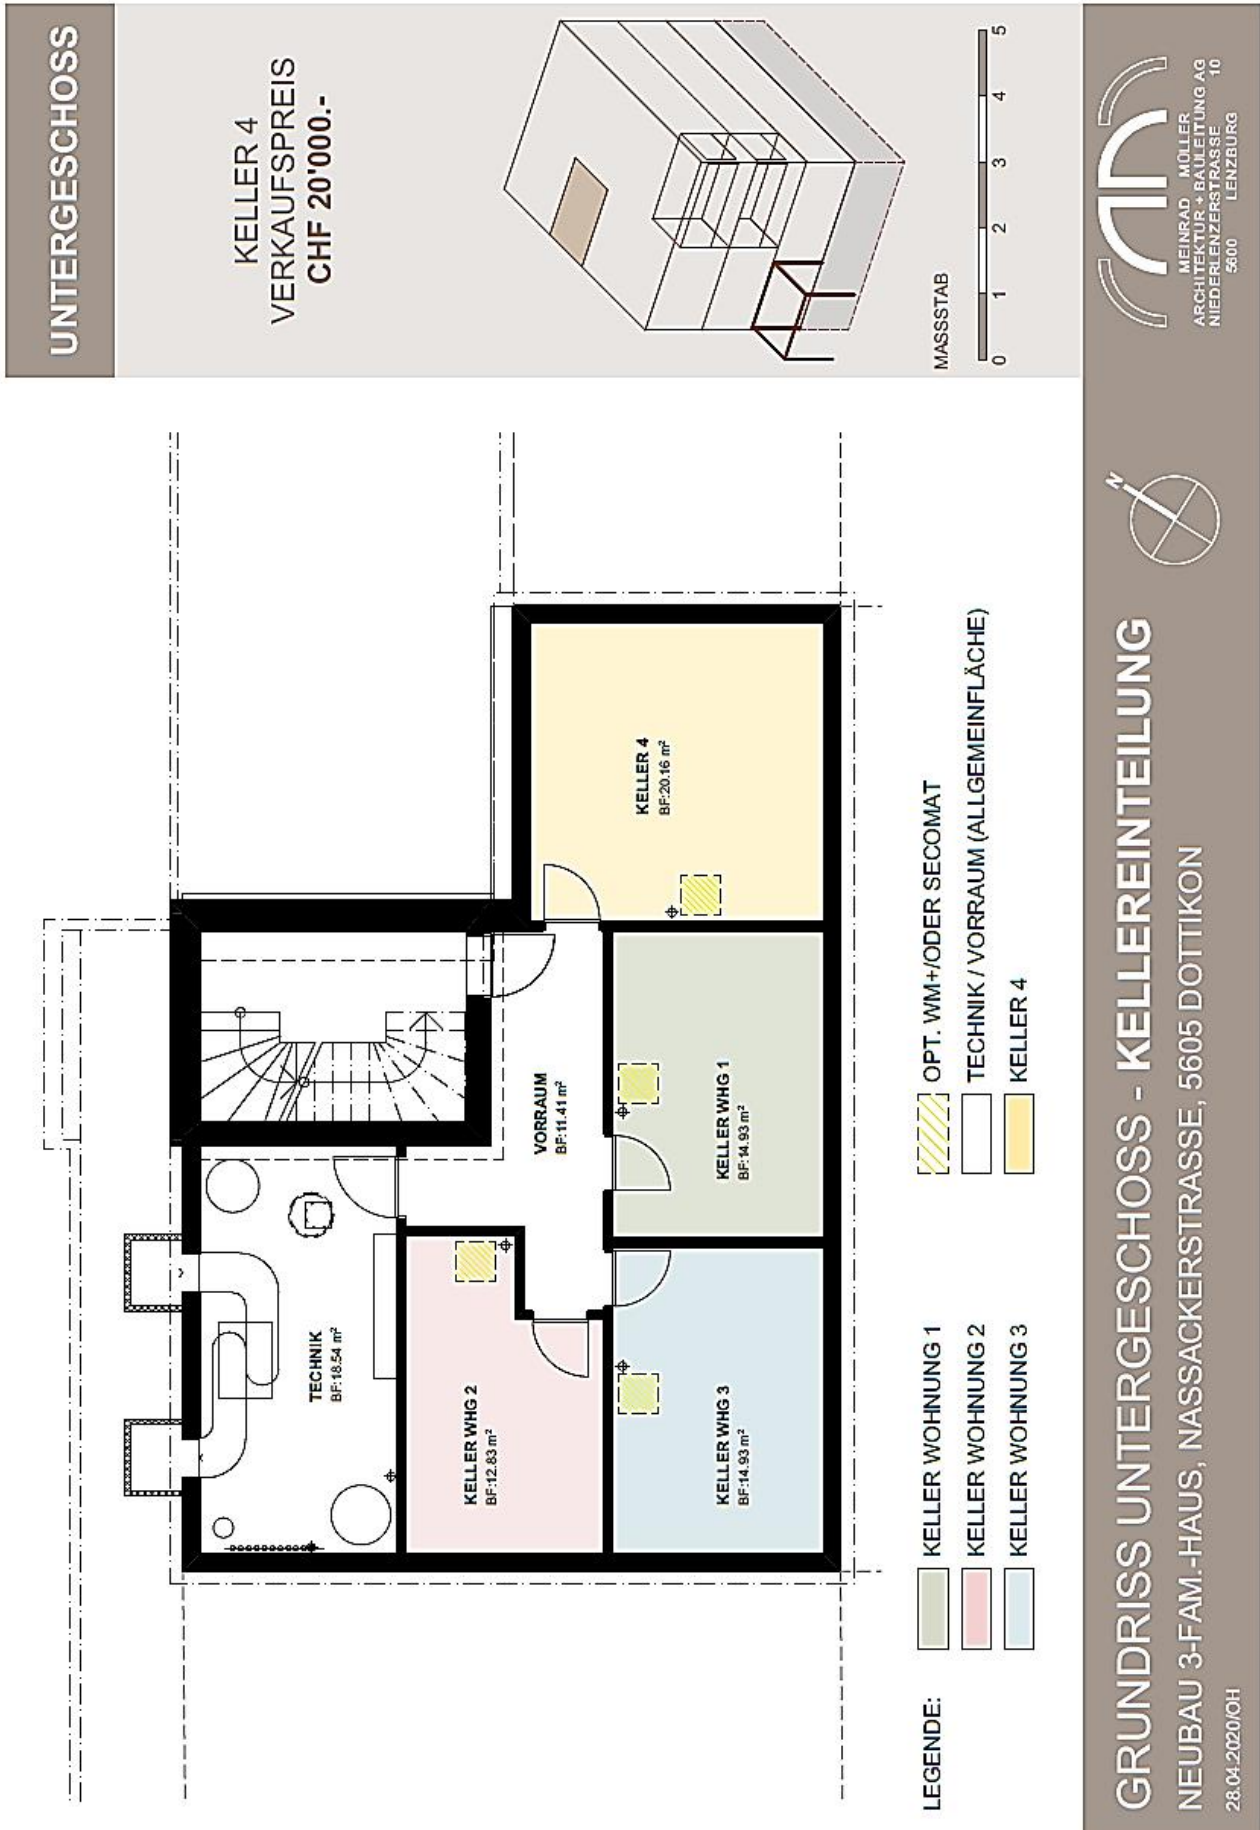 UNTERGESCHOSS
KELLER 4
VERKAUFSPREIS
CHF 20'000.-
MASSSTAB
0 1 2 3 4 5
TECHNIK
BF:18.54 m²
KELLER WHG 2
BF:12.83 m²
VORRAUM
BF:11.41 m²
KELLER 4
BF:20.16 m²
KELLER WHG 3
BF:14.93 m²
KELLER WHG 1
BF:14.93 m²
LEGENDE:
KELLER WOHNUNG 1
KELLER WOHNUNG 2
KELLER WOHNUNG 3
OPT. WM+/ODER SECOMAT
TECHNIK / VORRAUM (ALLGEMEINFLÄCHE)
KELLER 4
GRUNDRISS UNTERGESCHOSS - KELLEREINTEILUNG
NEUBAU 3-FAM.-HAUS, NASSACKERSTRASSE, 5605 DOTTIKON
28.04.2020/OH
N
MEINRAD MÜLLER
ARCHITEKTUR + BAULEITUNG AG
NIEDERLENZERSTRASSE 10
5600 LENZBURG